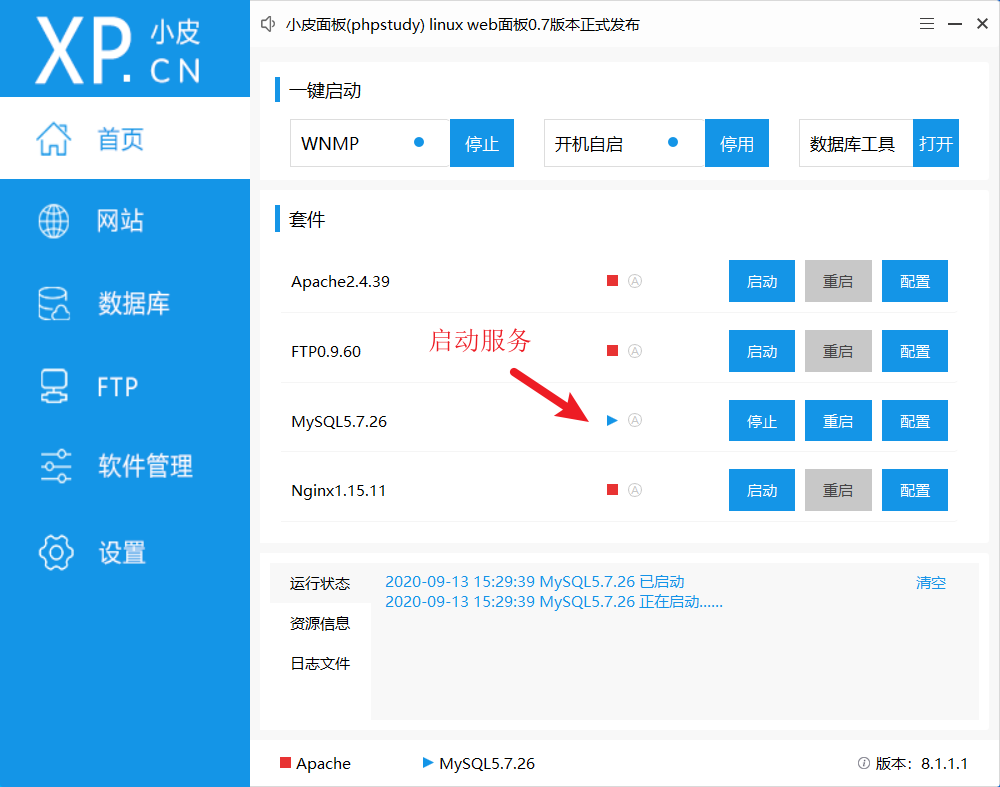 XP.CN 小皮
小皮面板(phpstudy) linux web面板0.7版本正式发布
首页
网站
数据库
FTP
软件管理
设置
一键启动
WNMP 停止 开机自启 停用 数据库工具 打开
套件
Apache2.4.39 Ⓐ 启动 重启 配置
启动服务
FTP0.9.60 Ⓐ 启动 重启 配置
MySQL5.7.26 Ⓐ 停止 重启 配置
Nginx1.15.11 Ⓐ 启动 重启 配置
运行状态
资源信息
日志文件
2020-09-13 15:29:39 MySQL5.7.26 已启动
2020-09-13 15:29:39 MySQL5.7.26 正在启动......
清空
Apache MySQL5.7.26 版本：8.1.1.1